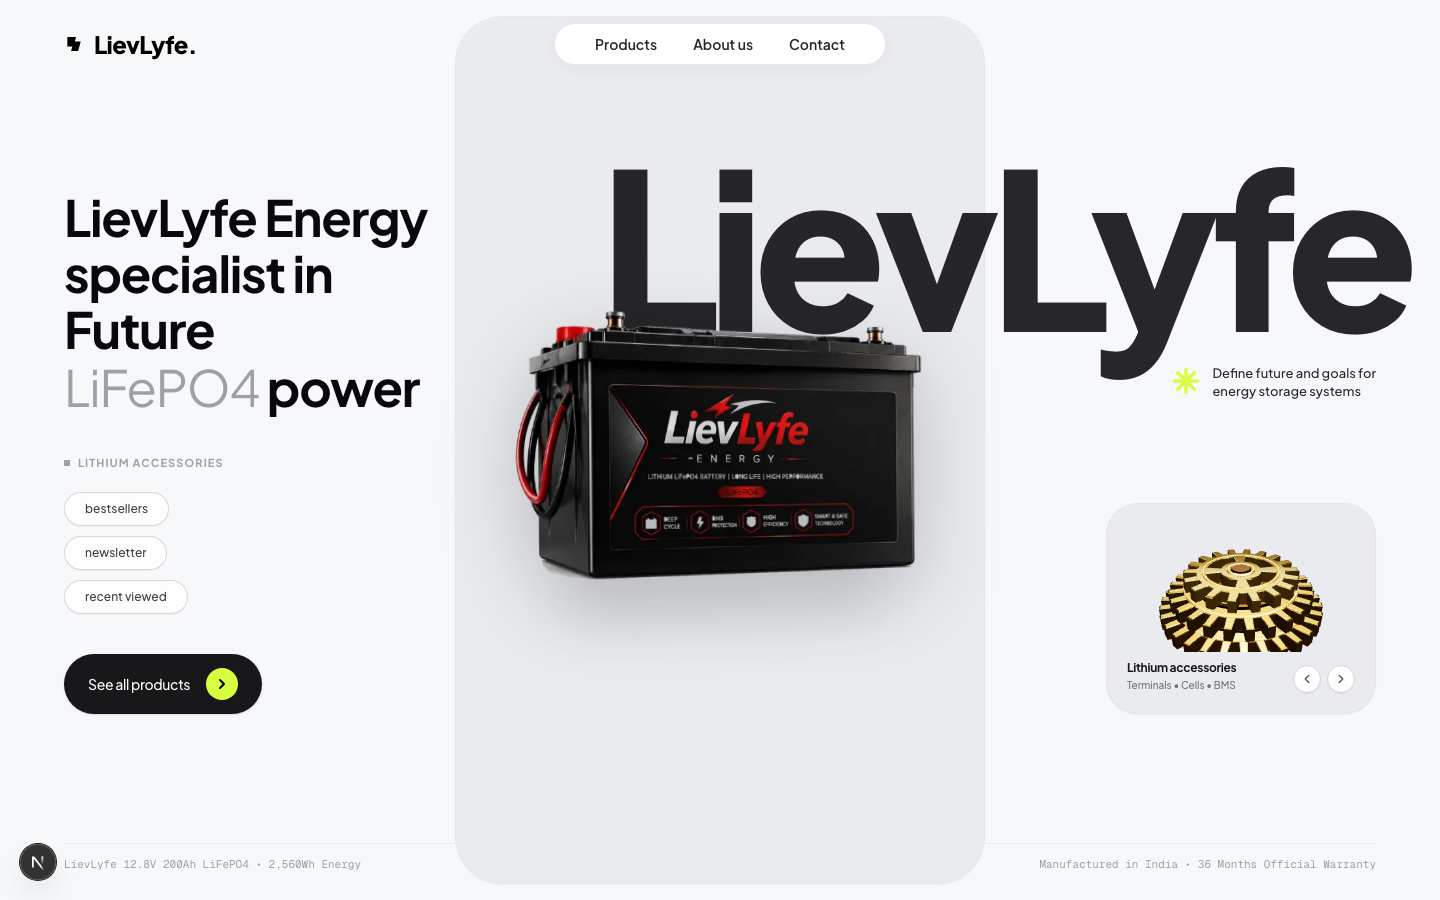 LievLyfe.
Products
About us
Contact
LievLyfe
LievLyfe Energy
specialist in
Future
LiFePO4 power
Define future and goals for
energy storage systems
LievLyfe
-ENERGY
LITHIUM LiFePO4 BATTERY | LONG LIFE | HIGH PERFORMANCE
LiFePO4
DEEP
CYCLE
BMS
PROTECTION
HIGH
EFFICIENCY
SMART & SAFE
TECHNOLOGY
LITHIUM ACCESSORIES
bestsellers
newsletter
recent viewed
See all products
Lithium accessories
Terminals • Cells • BMS
N
LievLyfe 12.8V 200Ah LiFePO4 • 2,560Wh Energy
Manufactured in India • 36 Months Official Warranty